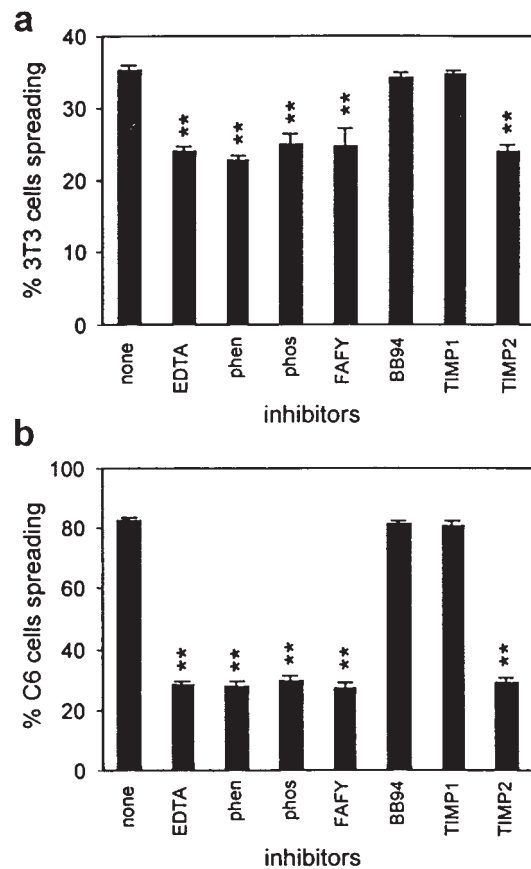 a
40
30
20
10
0
% 3T3 cells spreading
** ** ** ** **
none EDTA phen phos FAFY BB94 TIMP1 TIMP2
inhibitors
b
100
80
60
40
20
0
% C6 cells spreading
** ** ** ** **
none EDTA phen phos FAFY BB94 TIMP1 TIMP2
inhibitors